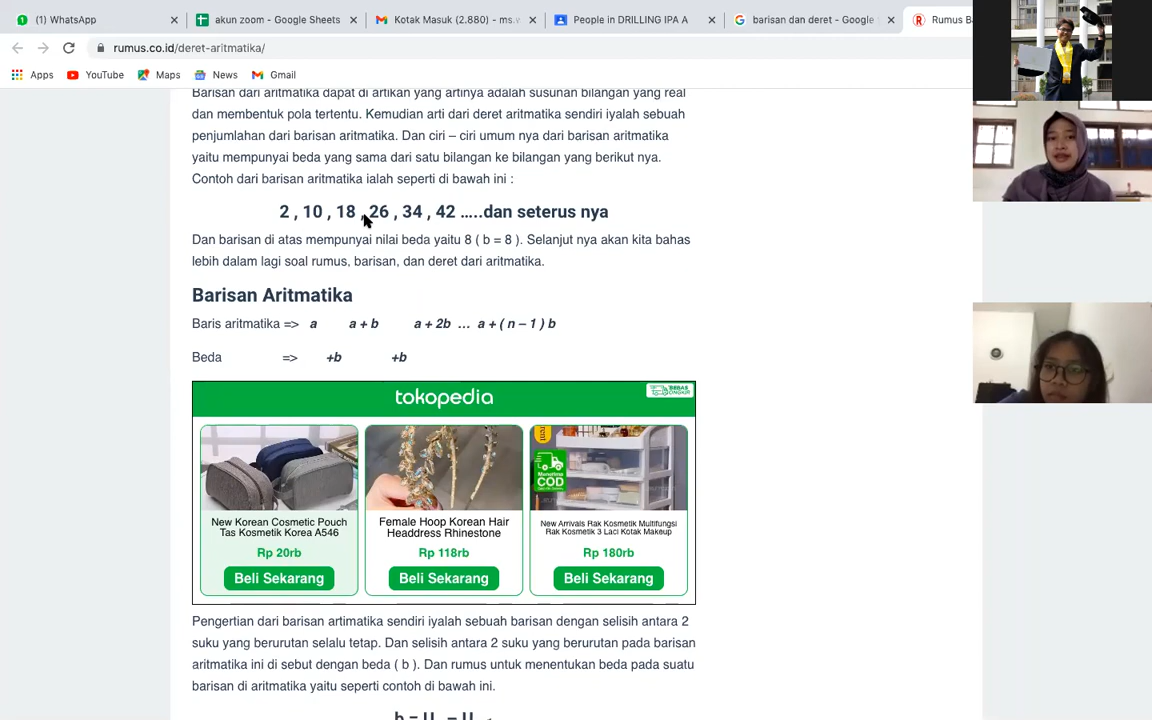 (1) WhatsApp
akun zoom - Google Sheets
Kotak Masuk (2.880) - ms.w
People in DRILLING IPA A
barisan dan deret - Google
Rumus B
rumus.co.id/deret-aritmatika/
Apps
YouTube
Maps
News
Gmail
Barisan dari aritmatika dapat di artikan yang artinya adalah susunan bilangan yang real
dan membentuk pola tertentu. Kemudian arti dari deret aritmatika sendiri iyalah sebuah
penjumlahan dari barisan aritmatika. Dan ciri – ciri umum nya dari barisan aritmatika
yaitu mempunyai beda yang sama dari satu bilangan ke bilangan yang berikut nya.
Contoh dari barisan aritmatika ialah seperti di bawah ini :
2 , 10 , 18 , 26 , 34 , 42 …..dan seterus nya
Dan barisan di atas mempunyai nilai beda yaitu 8 ( b = 8 ). Selanjut nya akan kita bahas
lebih dalam lagi soal rumus, barisan, dan deret dari aritmatika.
Barisan Aritmatika
Baris aritmatika => a a + b a + 2b … a + ( n – 1 ) b
Beda => +b +b
tokopedia
BEBAS ONGKIR
COD
New Korean Cosmetic Pouch
Tas Kosmetik Korea A546
Rp 20rb
Beli Sekarang
Female Hoop Korean Hair
Headdress Rhinestone
Rp 118rb
Beli Sekarang
New Arrivals Rak Kosmetik Multifungsi
Rak Kosmetik 3 Laci Kotak Makeup
Rp 180rb
Beli Sekarang
Pengertian dari barisan artimatika sendiri iyalah sebuah barisan dengan selisih antara 2
suku yang berurutan selalu tetap. Dan selisih antara 2 suku yang berurutan pada barisan
aritmatika ini di sebut dengan beda ( b ). Dan rumus untuk menentukan beda pada suatu
barisan di aritmatika yaitu seperti contoh di bawah ini.